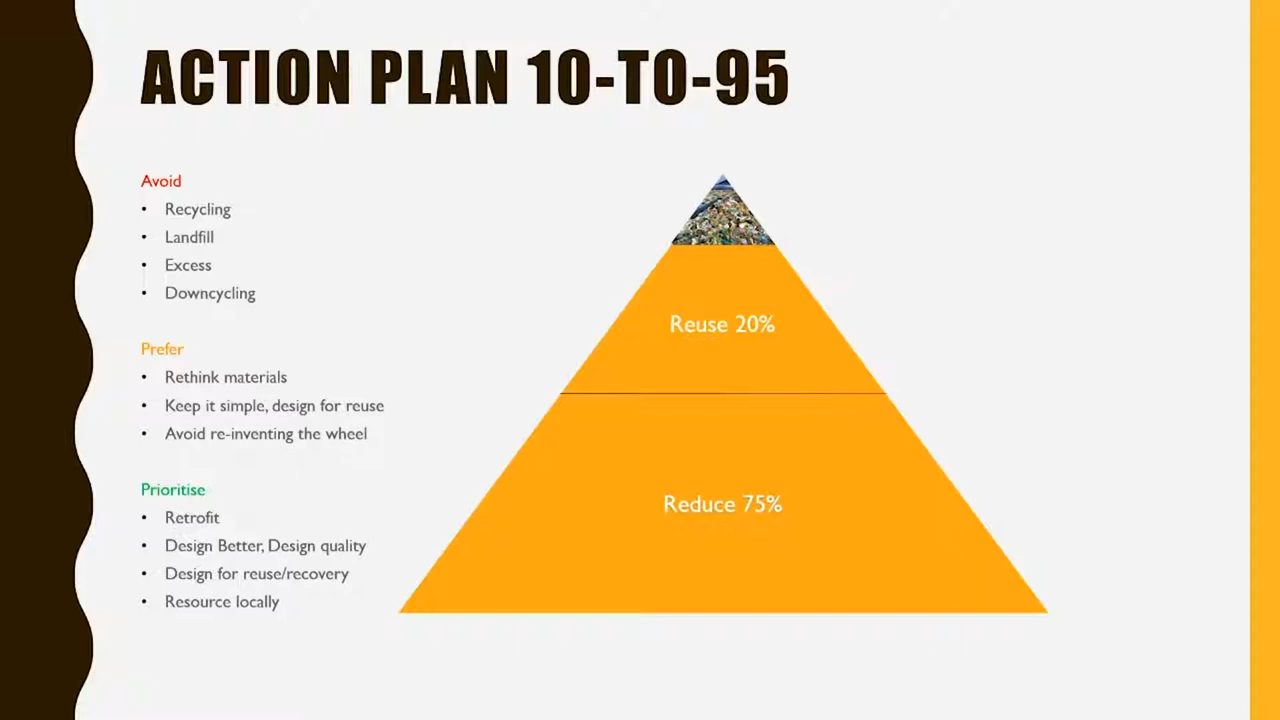 ACTION PLAN 10-TO-95
Avoid
• Recycling
• Landfill
• Excess
• Downcycling
Prefer
• Rethink materials
• Keep it simple, design for reuse
• Avoid re-inventing the wheel
Prioritise
• Retrofit
• Design Better, Design quality
• Design for reuse/recovery
• Resource locally
Reuse 20%
Reduce 75%